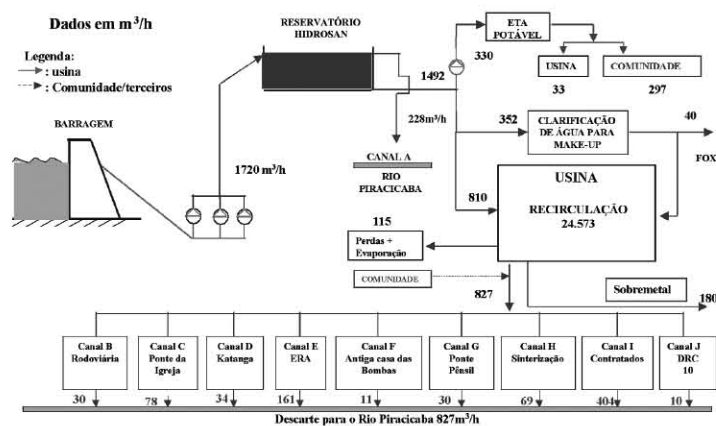 Dados em m³/h
Legenda:
: usina
: Comunidade/terceiros
BARRAGEM
1720 m³/h
RESERVATÓRIO
HIDROSAN
1492
228m³/h
CANAL A
RIO
PIRACICABA
330
ETA
POTÁVEL
USINA
33
COMUNIDADE
297
352
CLARIFICAÇÃO
DE ÁGUA PARA
MAKE-UP
40
FOX
810
USINA
RECIRCULAÇÃO
24.573
115
Perdas +
Evaporação
COMUNIDADE
827
Sobremetal
180
Canal B
Rodoviária
Canal C
Ponte da
Igreja
Canal D
Katanga
Canal E
ERA
Canal F
Antiga casa das
Bombas
Canal G
Ponte
Pênsil
Canal H
Sinterização
Canal I
Contratados
Canal J
DRC
10
30
78
34
161
11
30
69
404
10
Descarte para o Rio Piracicaba 827m³/h